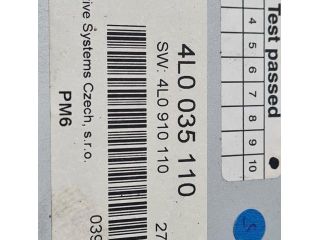 Test passed
4 5 6 7 8 9 10
4L0 035 110
SW: 4L0 910 110 27
ive Systems Czech, s.r.o. 039
PM6